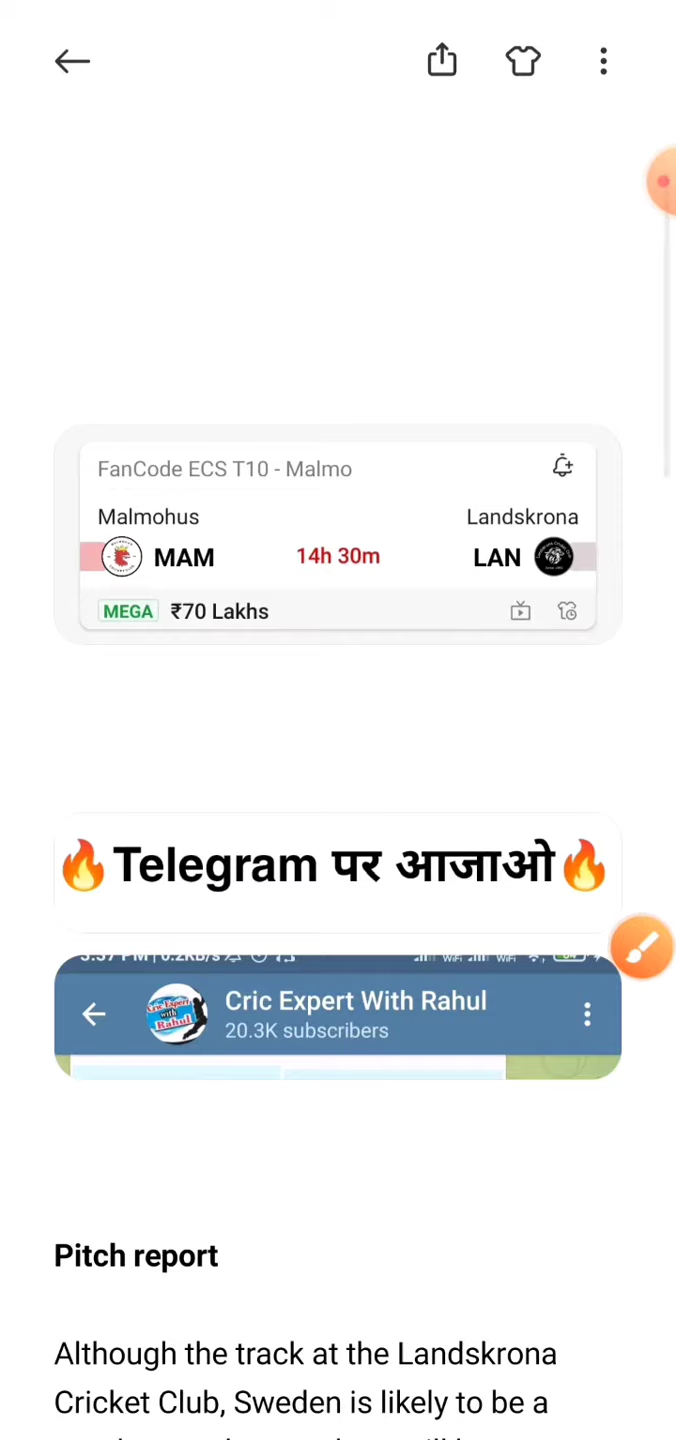 FanCode ECS T10 - Malmo
Malmohus Landskrona
MAM 14h 30m LAN
MEGA ₹70 Lakhs
🔥Telegram पर आजाओ🔥
Cric Expert With Rahul
20.3K subscribers
Pitch report
Although the track at the Landskrona
Cricket Club, Sweden is likely to be a